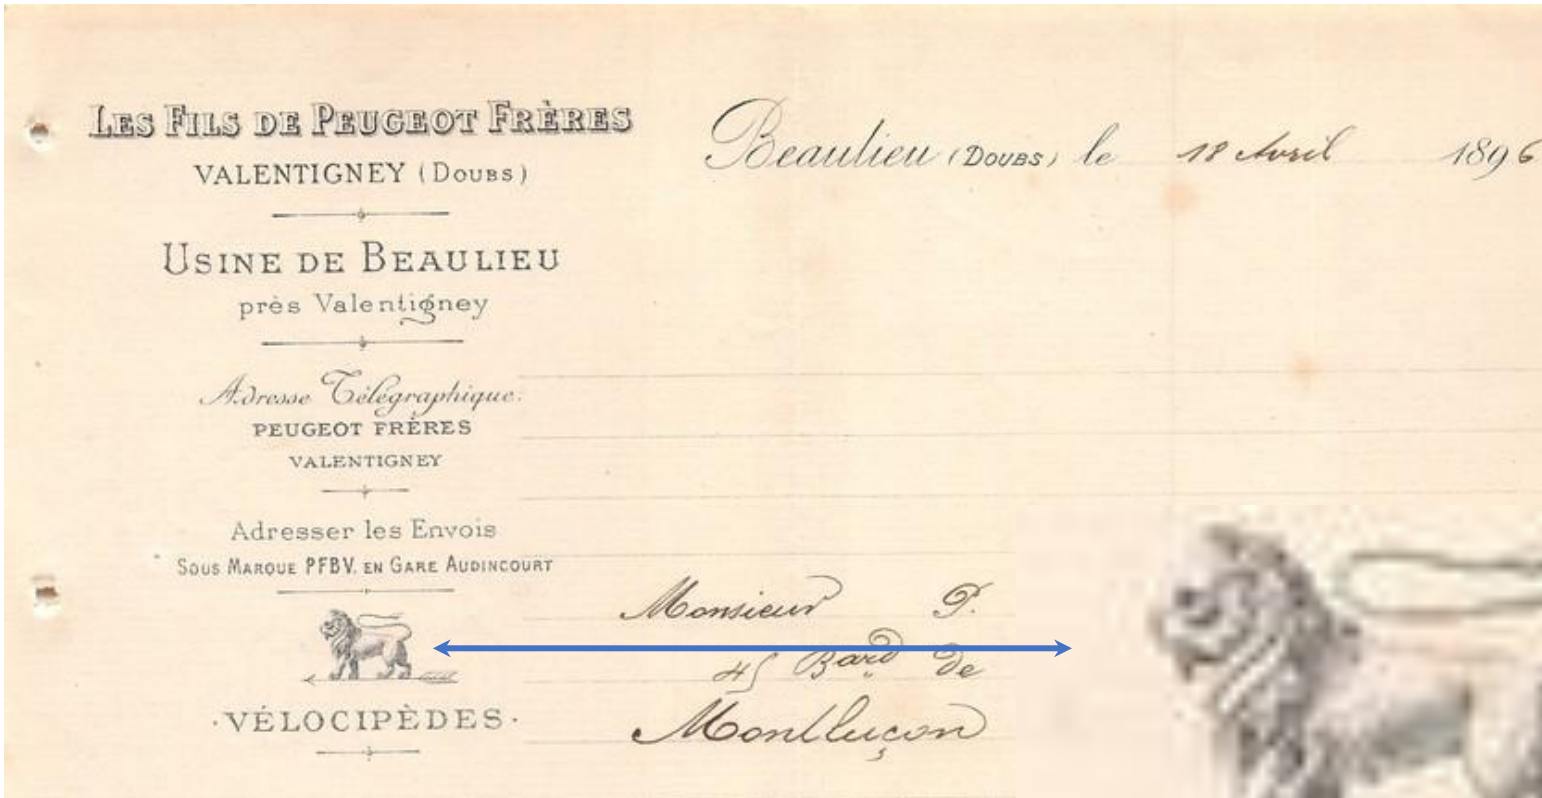 LES FILS DE PEUGEOT FRÈRES
VALENTIGNEY (DOUBS)
USINE DE BEAULIEU
près Valentigney
Adresse Télégraphique:
PEUGEOT FRÈRES
VALENTIGNEY
Adresser les Envois
SOUS MARQUE PFBV. EN GARE AUDINCOURT
·VÉLOCIPÈDES·
Beaulieu (DOUBS) le 18 Avril 1896
Monsieur P.
45 Bard de
Montluçon